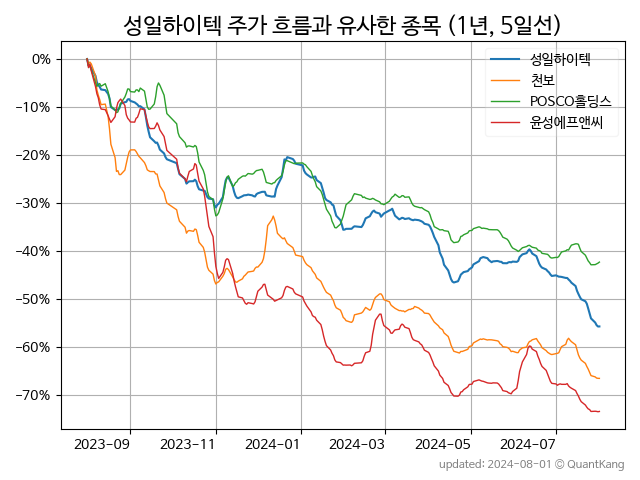 성일하이텍 주가 흐름과 유사한 종목 (1년, 5일선)
성일하이텍
천보
POSCO홀딩스
윤성에프앤씨
0%
−10%
−20%
−30%
−40%
−50%
−60%
−70%
2023−09
2023−11
2024−01
2024−03
2024−05
2024−07
updated: 2024-08-01 © QuantKang